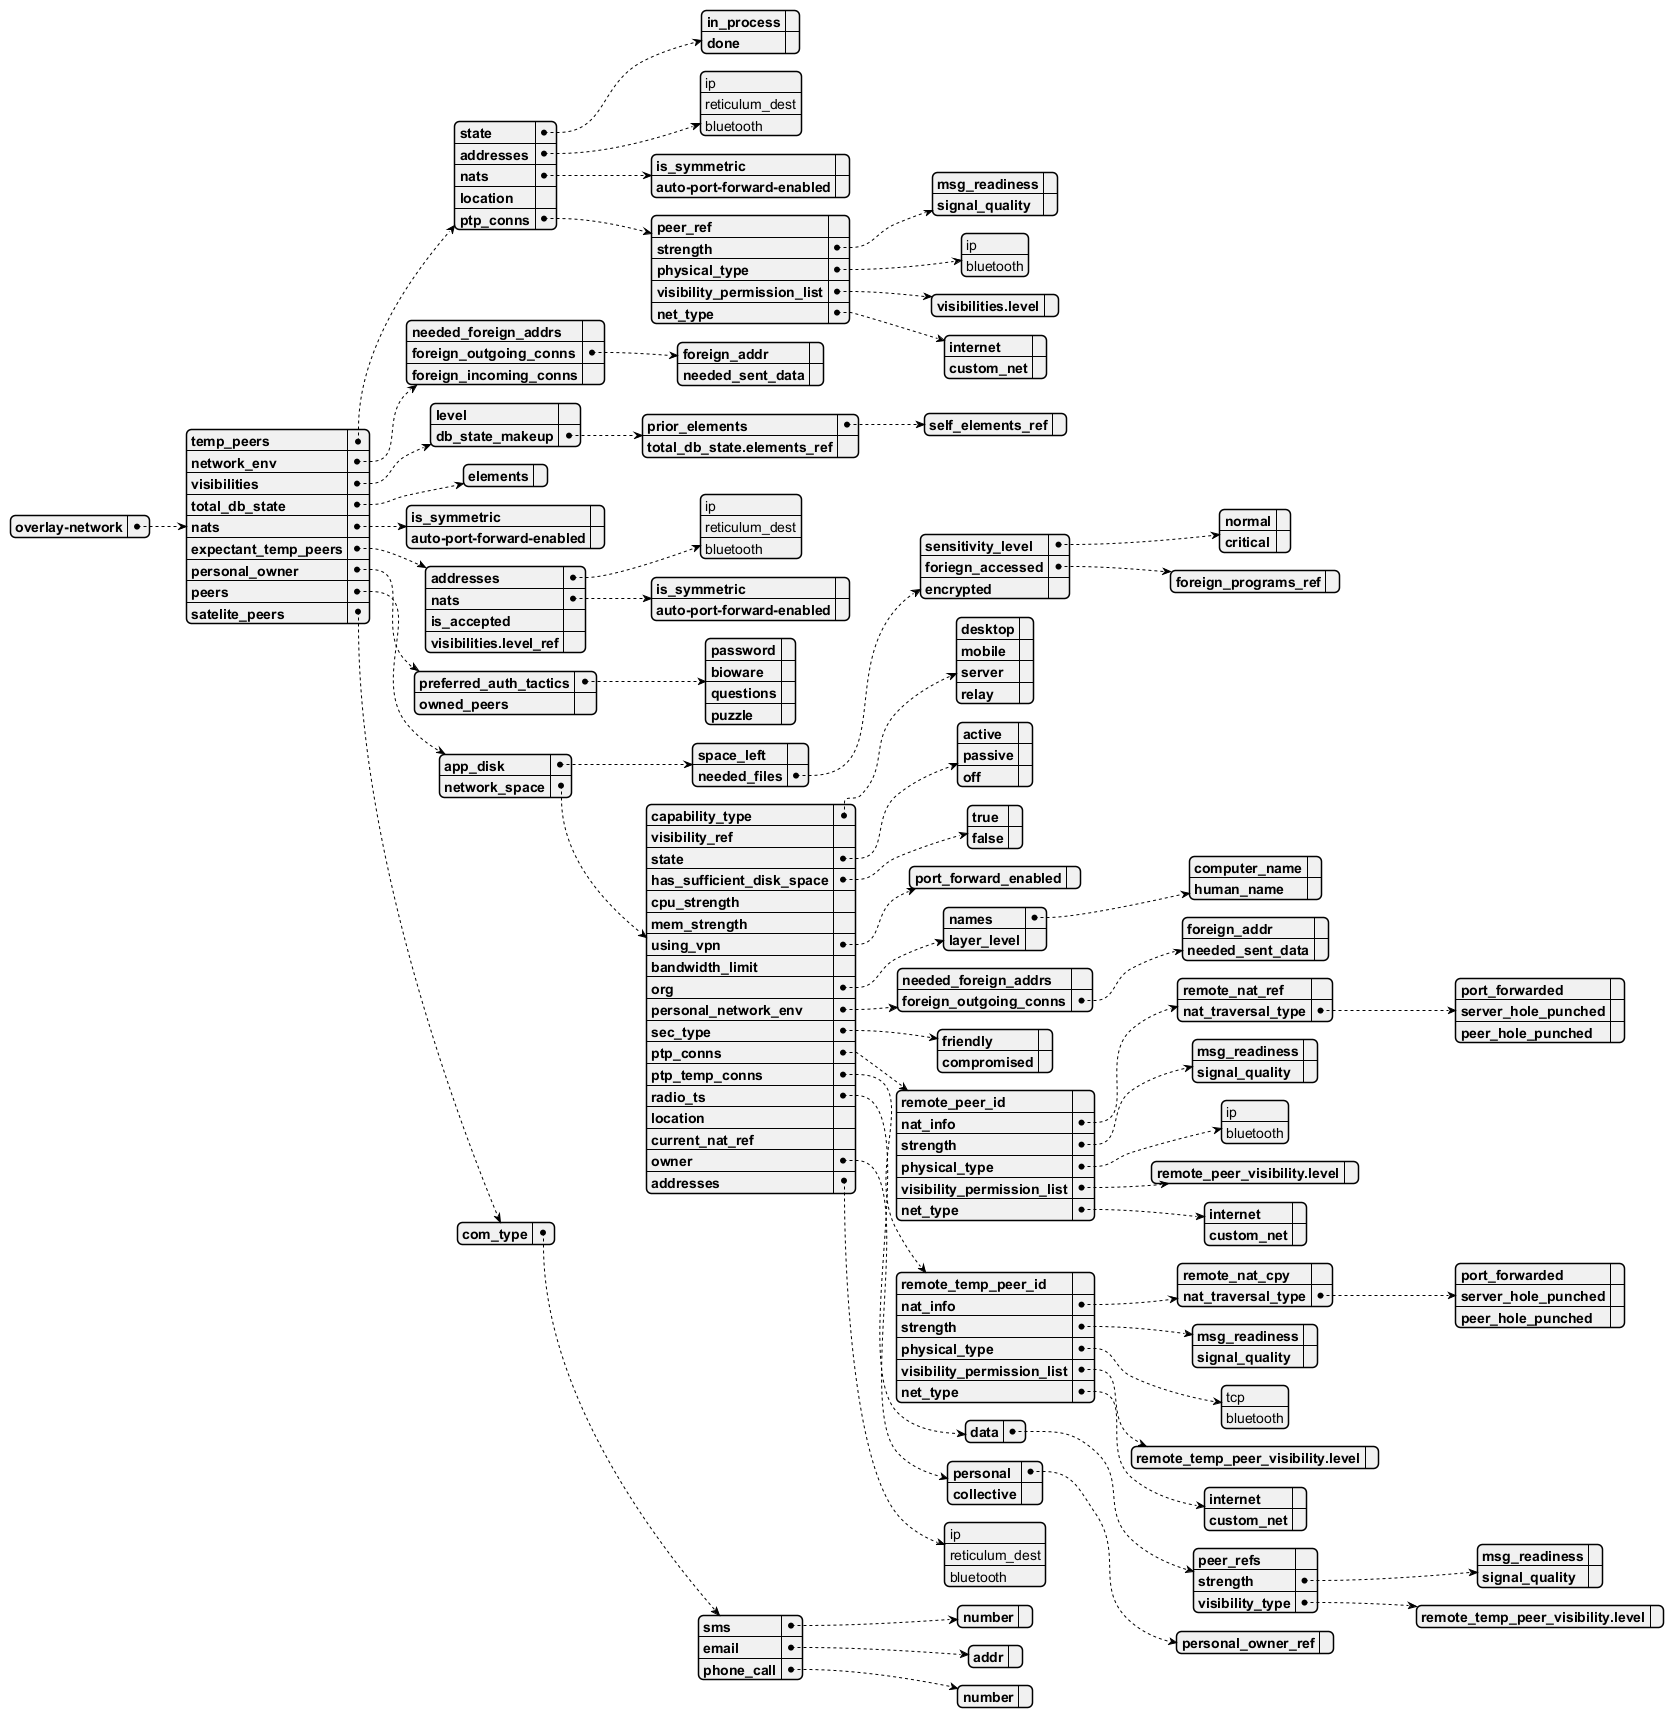 in_process
done
ip
reticulum_dest
bluetooth
state
addresses
nats
location
ptp_conns
is_symmetric
auto-port-forward-enabled
msg_readiness
signal_quality
peer_ref
strength
physical_type
visibility_permission_list
net_type
ip
bluetooth
visibilities.level
internet
custom_net
needed_foreign_addrs
foreign_outgoing_conns
foreign_incoming_conns
foreign_addr
needed_sent_data
level
db_state_makeup
prior_elements
total_db_state.elements_ref
self_elements_ref
overlay-network
temp_peers
network_env
visibilities
total_db_state
nats
expectant_temp_peers
personal_owner
peers
satelite_peers
elements
is_symmetric
auto-port-forward-enabled
ip
reticulum_dest
bluetooth
addresses
nats
is_accepted
visibilities.level_ref
is_symmetric
auto-port-forward-enabled
sensitivity_level
foriegn_accessed
encrypted
normal
critical
foreign_programs_ref
preferred_auth_tactics
owned_peers
password
bioware
questions
puzzle
desktop
mobile
server
relay
app_disk
network_space
space_left
needed_files
active
passive
off
capability_type
visibility_ref
state
has_sufficient_disk_space
cpu_strength
mem_strength
using_vpn
bandwidth_limit
org
personal_network_env
sec_type
ptp_conns
ptp_temp_conns
radio_ts
location
current_nat_ref
owner
addresses
true
false
port_forward_enabled
names
layer_level
computer_name
human_name
needed_foreign_addrs
foreign_outgoing_conns
foreign_addr
needed_sent_data
friendly
compromised
remote_nat_ref
nat_traversal_type
port_forwarded
server_hole_punched
peer_hole_punched
remote_peer_id
nat_info
strength
physical_type
visibility_permission_list
net_type
msg_readiness
signal_quality
ip
bluetooth
remote_peer_visibility.level
internet
custom_net
com_type
remote_temp_peer_id
nat_info
strength
physical_type
visibility_permission_list
net_type
remote_nat_cpy
nat_traversal_type
port_forwarded
server_hole_punched
peer_hole_punched
msg_readiness
signal_quality
tcp
bluetooth
remote_temp_peer_visibility.level
internet
custom_net
data
personal
collective
ip
reticulum_dest
bluetooth
peer_refs
strength
visibility_type
msg_readiness
signal_quality
remote_temp_peer_visibility.level
personal_owner_ref
sms
email
phone_call
number
addr
number